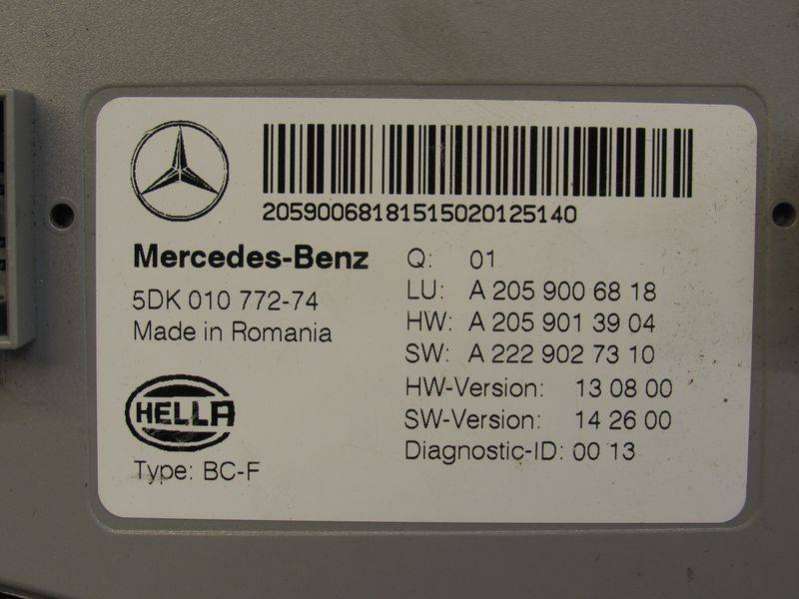 20590068181515020125140
Mercedes-Benz
5DK 010 772-74
Made in Romania
HELLA
Type: BC-F
Q: 01
LU: A 205 900 68 18
HW: A 205 901 39 04
SW: A 222 902 73 10
HW-Version: 13 08 00
SW-Version: 14 26 00
Diagnostic-ID: 00 13